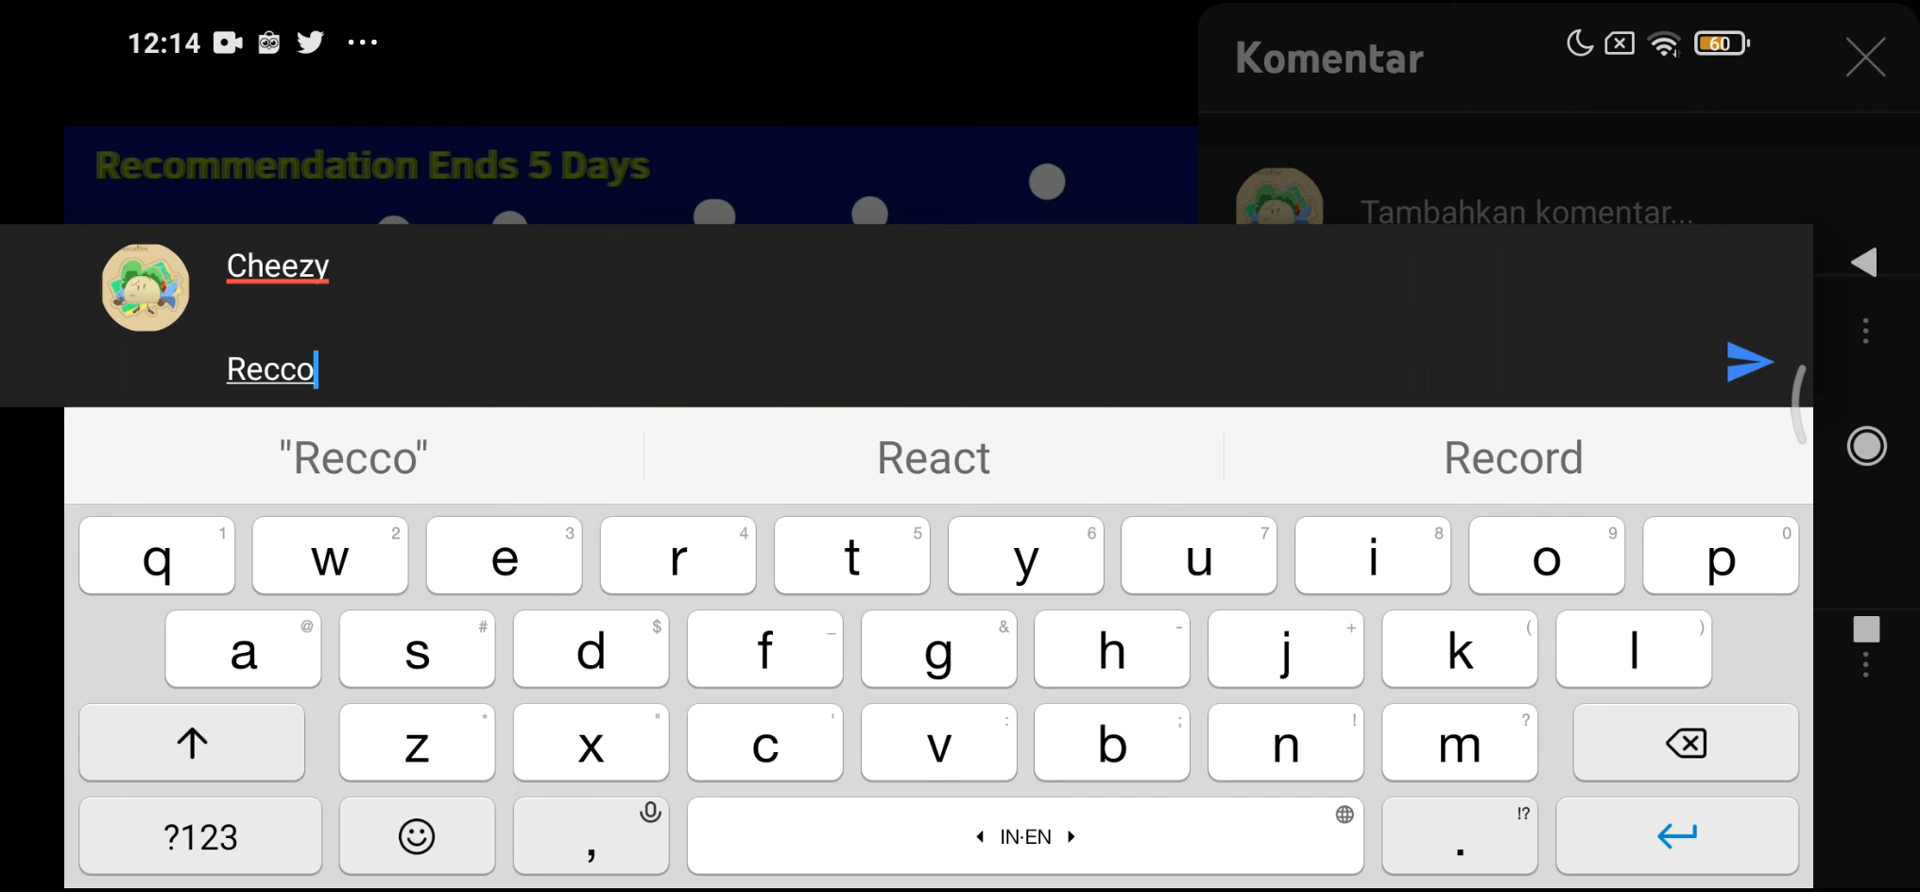 12:14
60
Komentar
Recommendation Ends 5 Days
Tambahkan komentar...
Cheezy
Recco
"Recco" React Record
q 1 w 2 e 3 r 4 t 5 y 6 u 7 i 8 o 9 p 0
a @ s # d $ f _ g & h - j + k ( l )
z * x " c ' v : b ; n ! m ?
?123 , IN·EN . !?